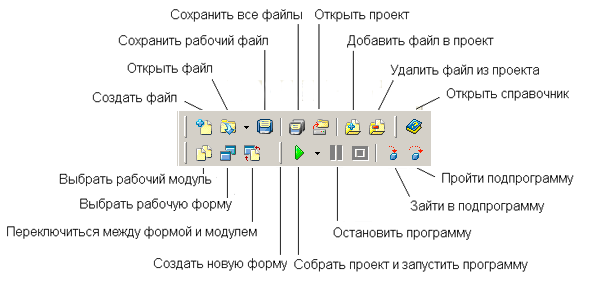 Сохранить все файлы
Открыть проект
Сохранить рабочий файл
Добавить файл в проект
Открыть файл
Удалить файл из проекта
Создать файл
Открыть справочник
Выбрать рабочий модуль
Пройти подпрограмму
Выбрать рабочую форму
Зайти в подпрограмму
Переключиться между формой и модулем
Остановить программу
Создать новую форму
Собрать проект и запустить программу